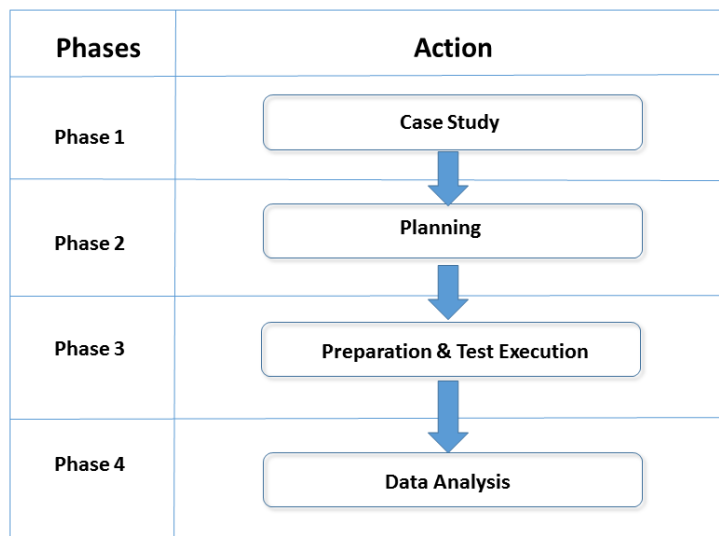 Phases
Action
Phase 1
Case Study
Phase 2
Planning
Phase 3
Preparation & Test Execution
Phase 4
Data Analysis